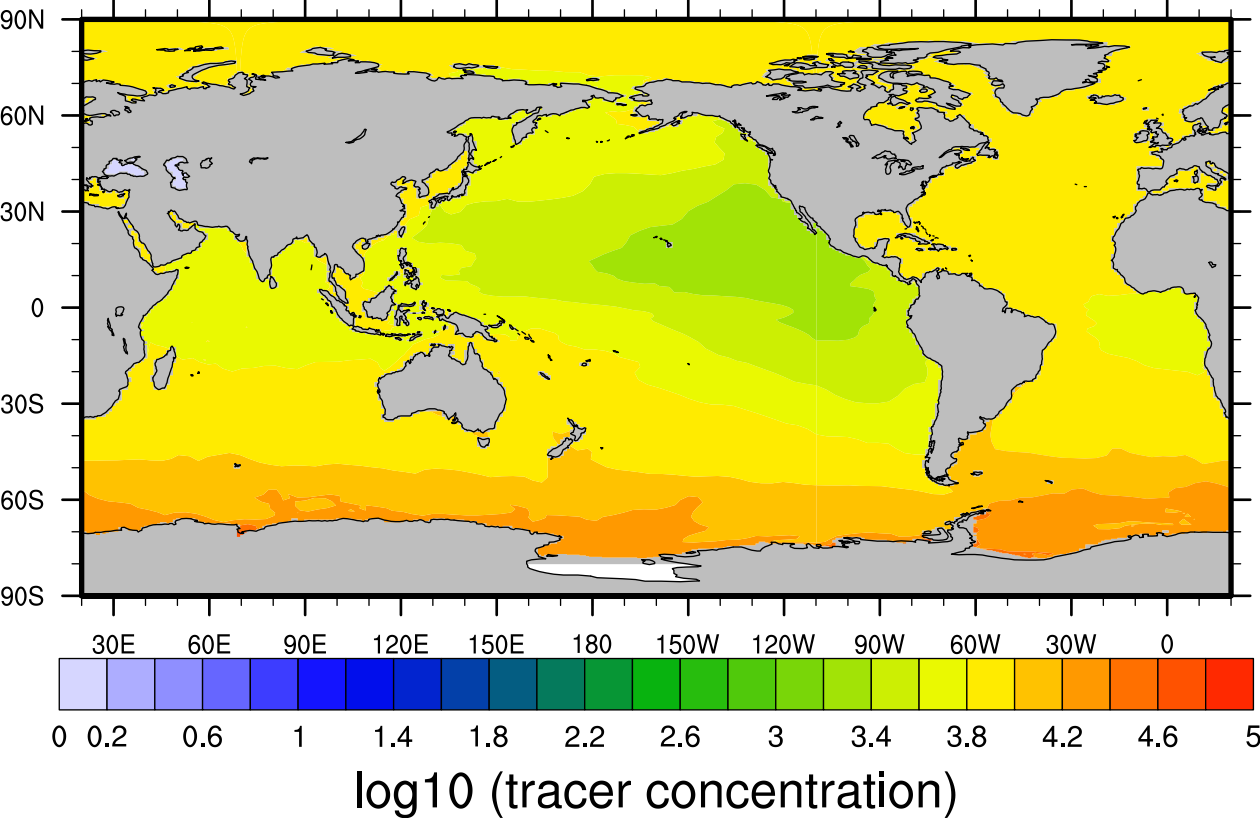 90N
60N
30N
0
30S
60S
90S
30E 60E 90E 120E 150E 180 150W 120W 90W 60W 30W 0
0 0.2 0.6 1 1.4 1.8 2.2 2.6 3 3.4 3.8 4.2 4.6 5
log10 (tracer concentration)